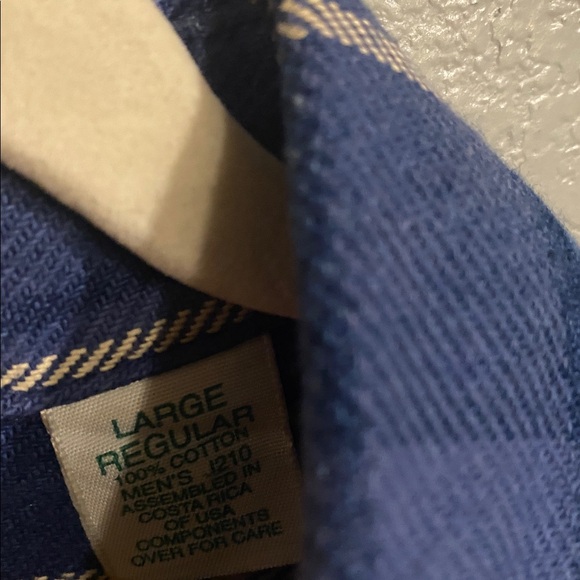 LARGE
REGULAR
100% COTTON
MEN'S J210
ASSEMBLED IN
COSTA RICA
OF USA
COMPONENTS
OVER FOR CARE